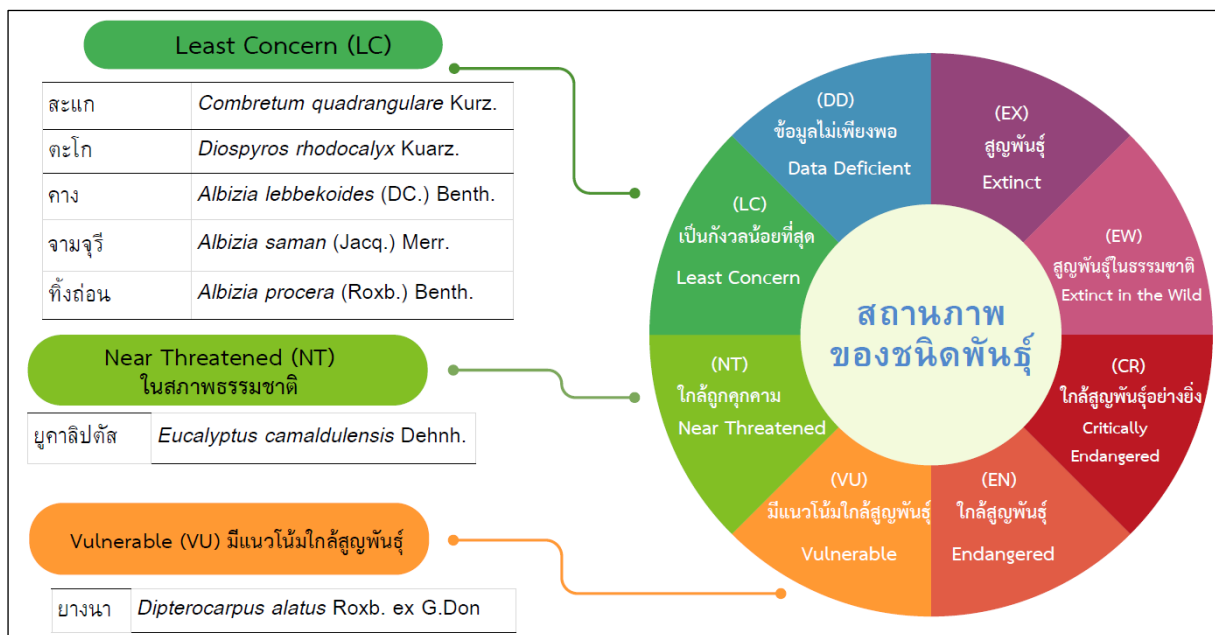 Least Concern (LC)
สะแก Combretum quadrangulare Kurz.
ตะโก Diospyros rhodocalyx Kuarz.
คาง Albizia lebbekoides (DC.) Benth.
จามจุรี Albizia saman (Jacq.) Merr.
ทิ้งถ่อน Albizia procera (Roxb.) Benth.
Near Threatened (NT)
ในสภาพธรรมชาติ
ยูคาลิปตัส Eucalyptus camaldulensis Dehnh.
Vulnerable (VU) มีแนวโน้มใกล้สูญพันธุ์
ยางนา Dipterocarpus alatus Roxb. ex G.Don
(DD)
ข้อมูลไม่เพียงพอ
Data Deficient
(EX)
สูญพันธุ์
Extinct
(LC)
เป็นกังวลน้อยที่สุด
Least Concern
(EW)
สูญพันธุ์ในธรรมชาติ
Extinct in the Wild
สถานภาพ
ของชนิดพันธุ์
(NT)
ใกล้ถูกคุกคาม
Near Threatened
(CR)
ใกล้สูญพันธุ์อย่างยิ่ง
Critically
Endangered
(VU)
มีแนวโน้มใกล้สูญพันธุ์
Vulnerable
(EN)
ใกล้สูญพันธุ์
Endangered